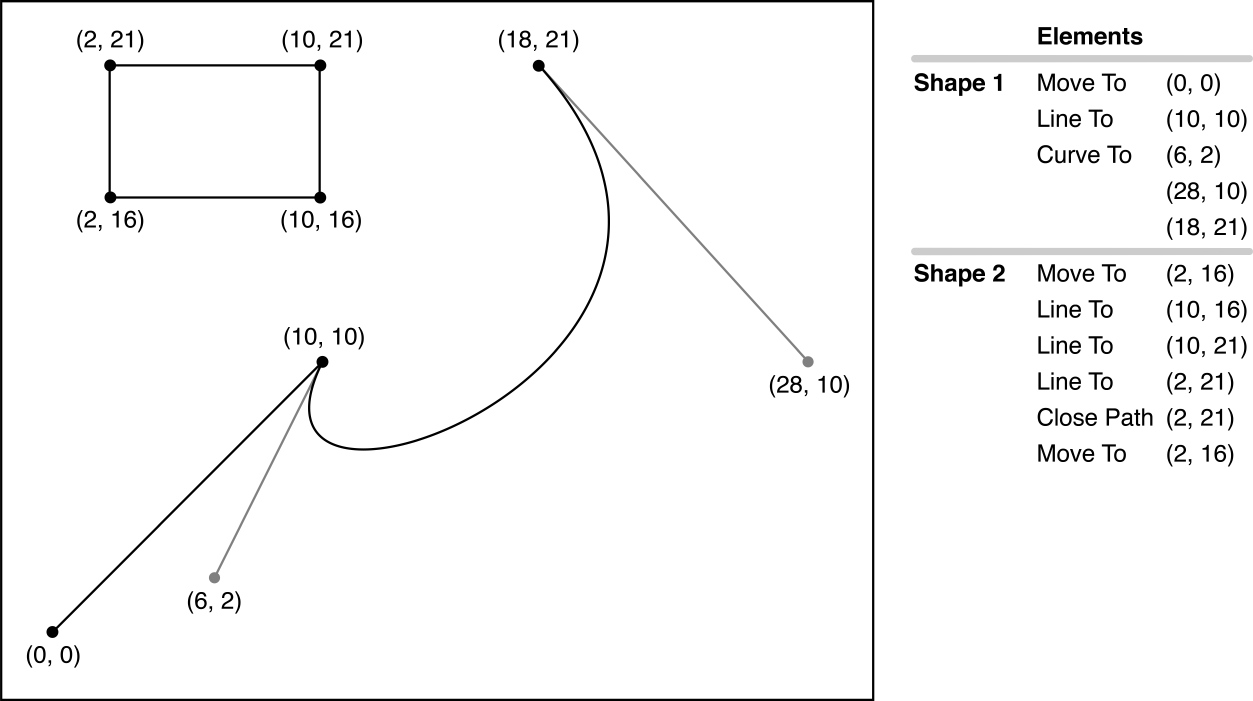 (2, 21)
(10, 21)
(18, 21)
(2, 16)
(10, 16)
(10, 10)
(28, 10)
(6, 2)
(0, 0)
Elements
Shape 1 Move To (0, 0)
Line To (10, 10)
Curve To (6, 2)
(28, 10)
(18, 21)
Shape 2 Move To (2, 16)
Line To (10, 16)
Line To (10, 21)
Line To (2, 21)
Close Path (2, 21)
Move To (2, 16)